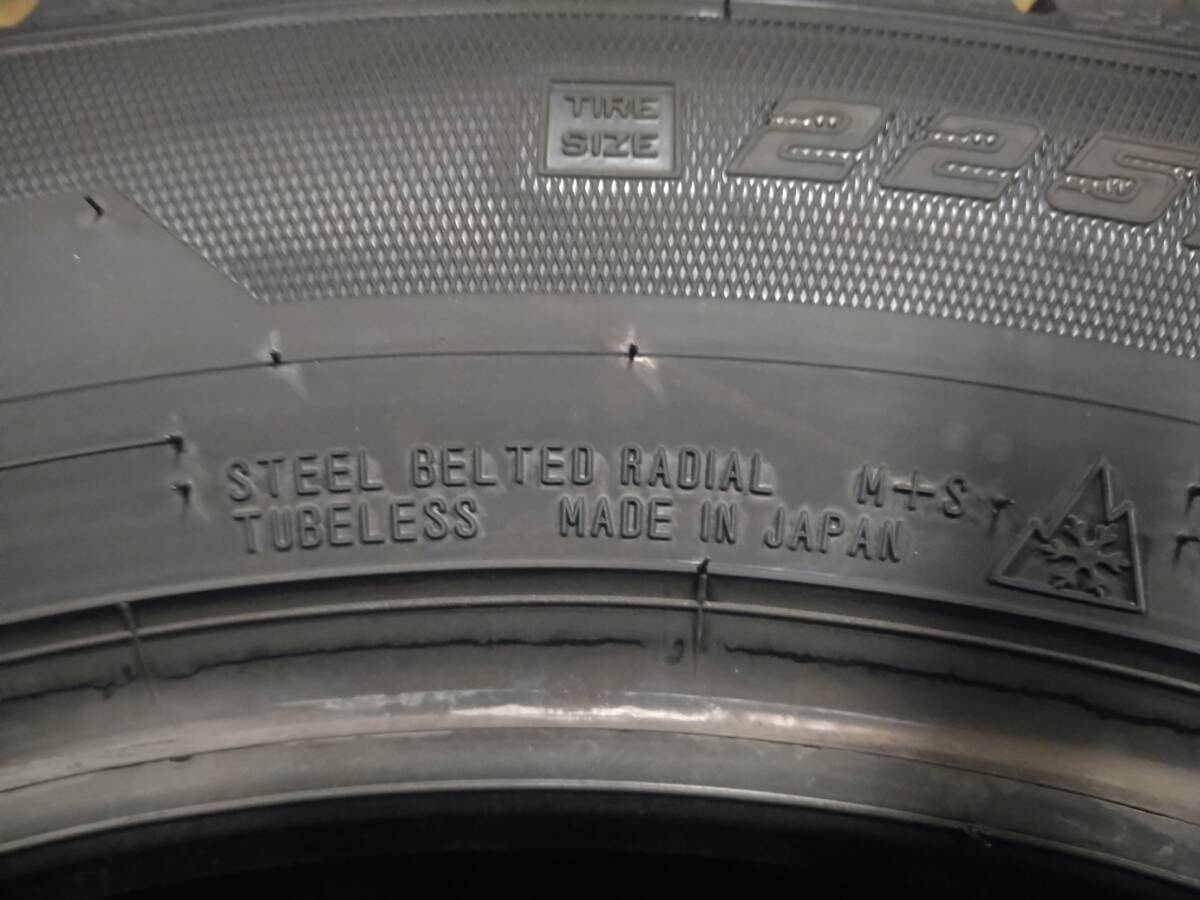 TIRE
SIZE
225
STEEL BELTED RADIAL M+S
TUBELESS MADE IN JAPAN